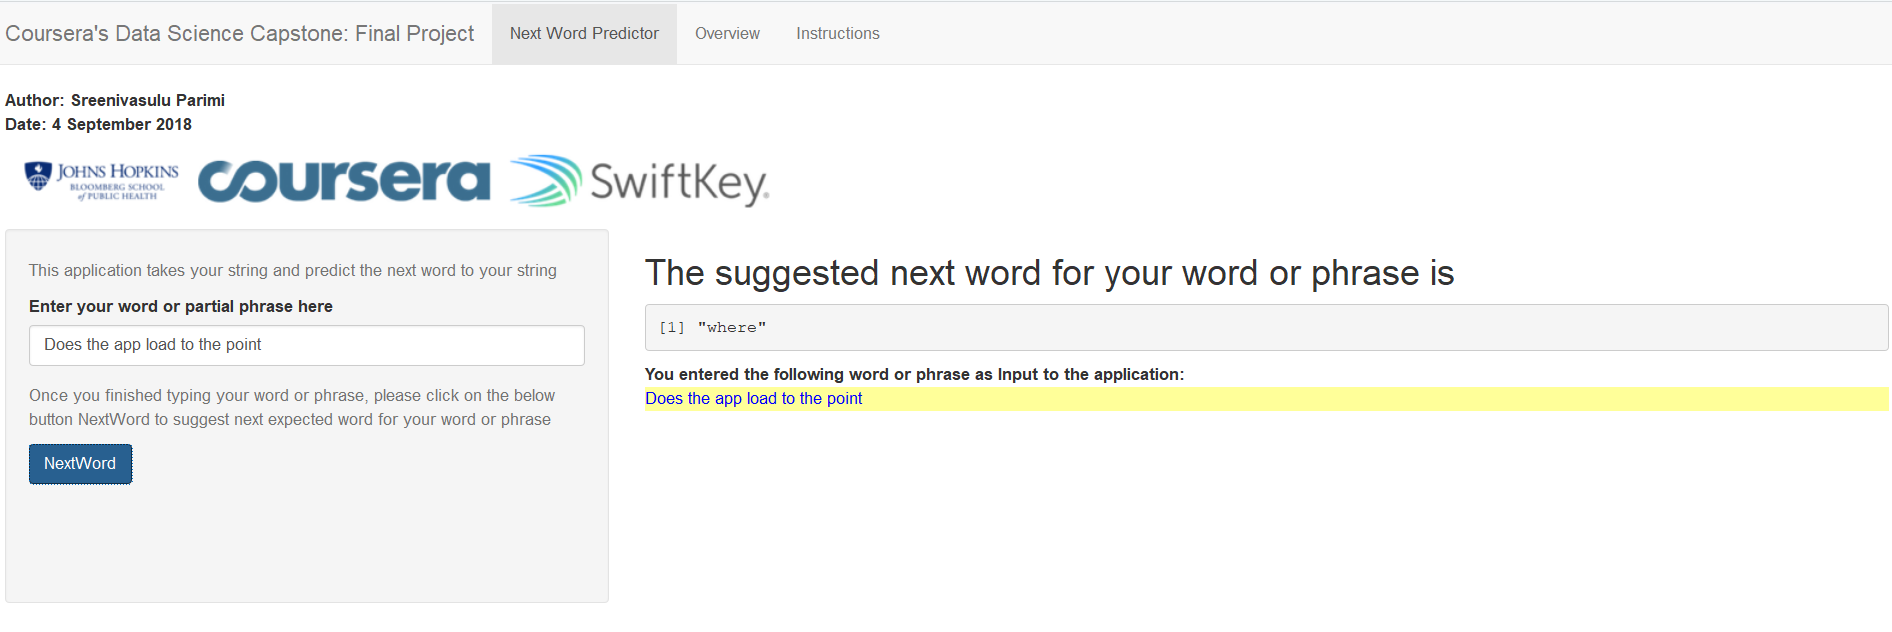 Coursera's Data Science Capstone: Final Project
Next Word Predictor
Overview
Instructions
Author: Sreenivasulu Parimi
Date: 4 September 2018
JOHNS HOPKINS
BLOOMBERG SCHOOL
of PUBLIC HEALTH
coursera
SwiftKey.
This application takes your string and predict the next word to your string
Enter your word or partial phrase here
Does the app load to the point
Once you finished typing your word or phrase, please click on the below
button NextWord to suggest next expected word for your word or phrase
NextWord
The suggested next word for your word or phrase is
[1] "where"
You entered the following word or phrase as Input to the application:
Does the app load to the point